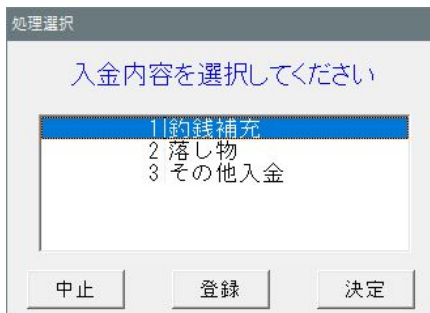 処理選択
入金内容を選択してください
1 釣銭補充
2 落し物
3 その他入金
中止 登録 決定